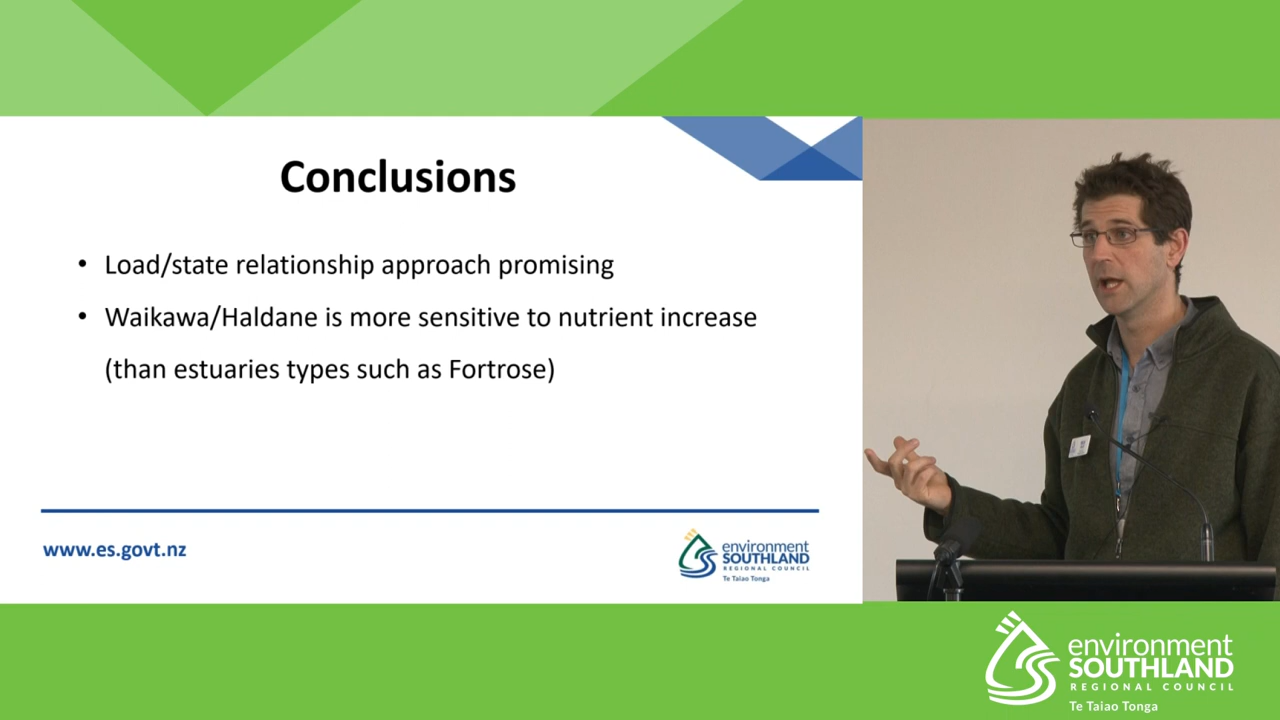 Conclusions
• Load/state relationship approach promising
• Waikawa/Haldane is more sensitive to nutrient increase
(than estuaries types such as Fortrose)
www.es.govt.nz
environment
SOUTHLAND
REGIONAL COUNCIL
Te Taiao Tonga
environment
SOUTHLAND
REGIONAL COUNCIL
Te Taiao Tonga